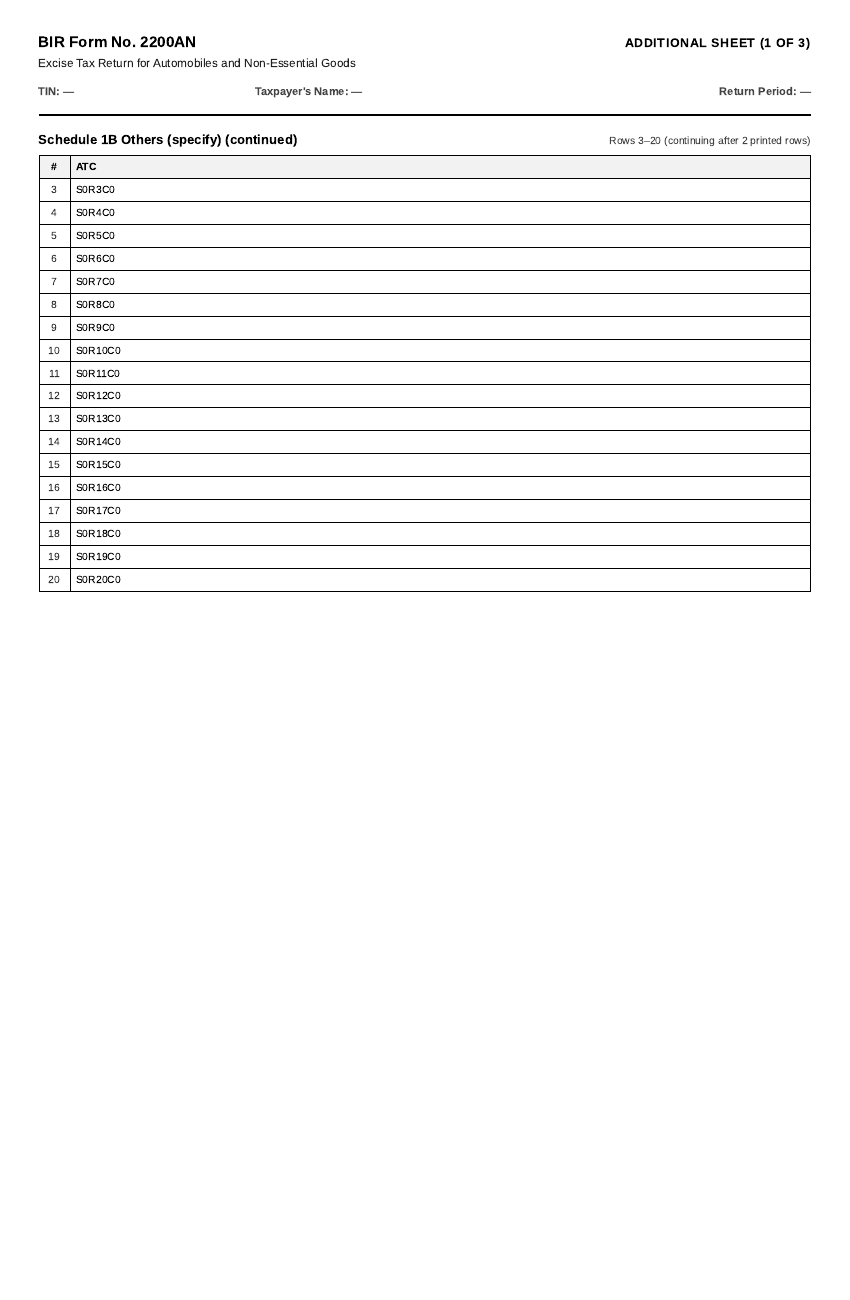 BIR Form No. 2200AN
ADDITIONAL SHEET (1 OF 3)
Excise Tax Return for Automobiles and Non-Essential Goods
TIN: — Taxpayer's Name: — Return Period: —
Schedule 1B Others (specify) (continued)
Rows 3–20 (continuing after 2 printed rows)
# ATC
3 S0R3C0
4 S0R4C0
5 S0R5C0
6 S0R6C0
7 S0R7C0
8 S0R8C0
9 S0R9C0
10 S0R10C0
11 S0R11C0
12 S0R12C0
13 S0R13C0
14 S0R14C0
15 S0R15C0
16 S0R16C0
17 S0R17C0
18 S0R18C0
19 S0R19C0
20 S0R20C0